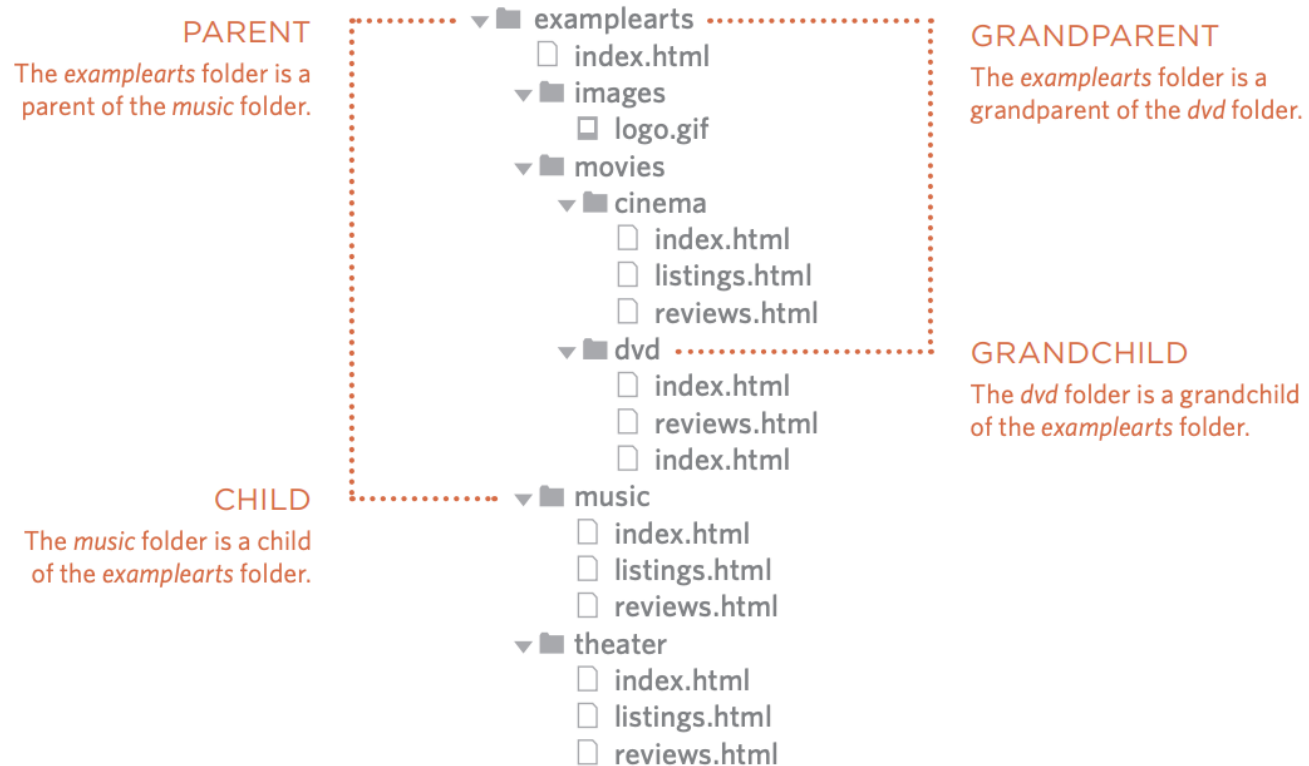 PARENT
The examplearts folder is a
parent of the music folder.
examplearts
index.html
images
logo.gif
movies
cinema
index.html
listings.html
reviews.html
dvd
index.html
reviews.html
index.html
music
index.html
listings.html
reviews.html
theater
index.html
listings.html
reviews.html
GRANDPARENT
The examplearts folder is a
grandparent of the dvd folder.
GRANDCHILD
The dvd folder is a grandchild
of the examplearts folder.
CHILD
The music folder is a child
of the examplearts folder.